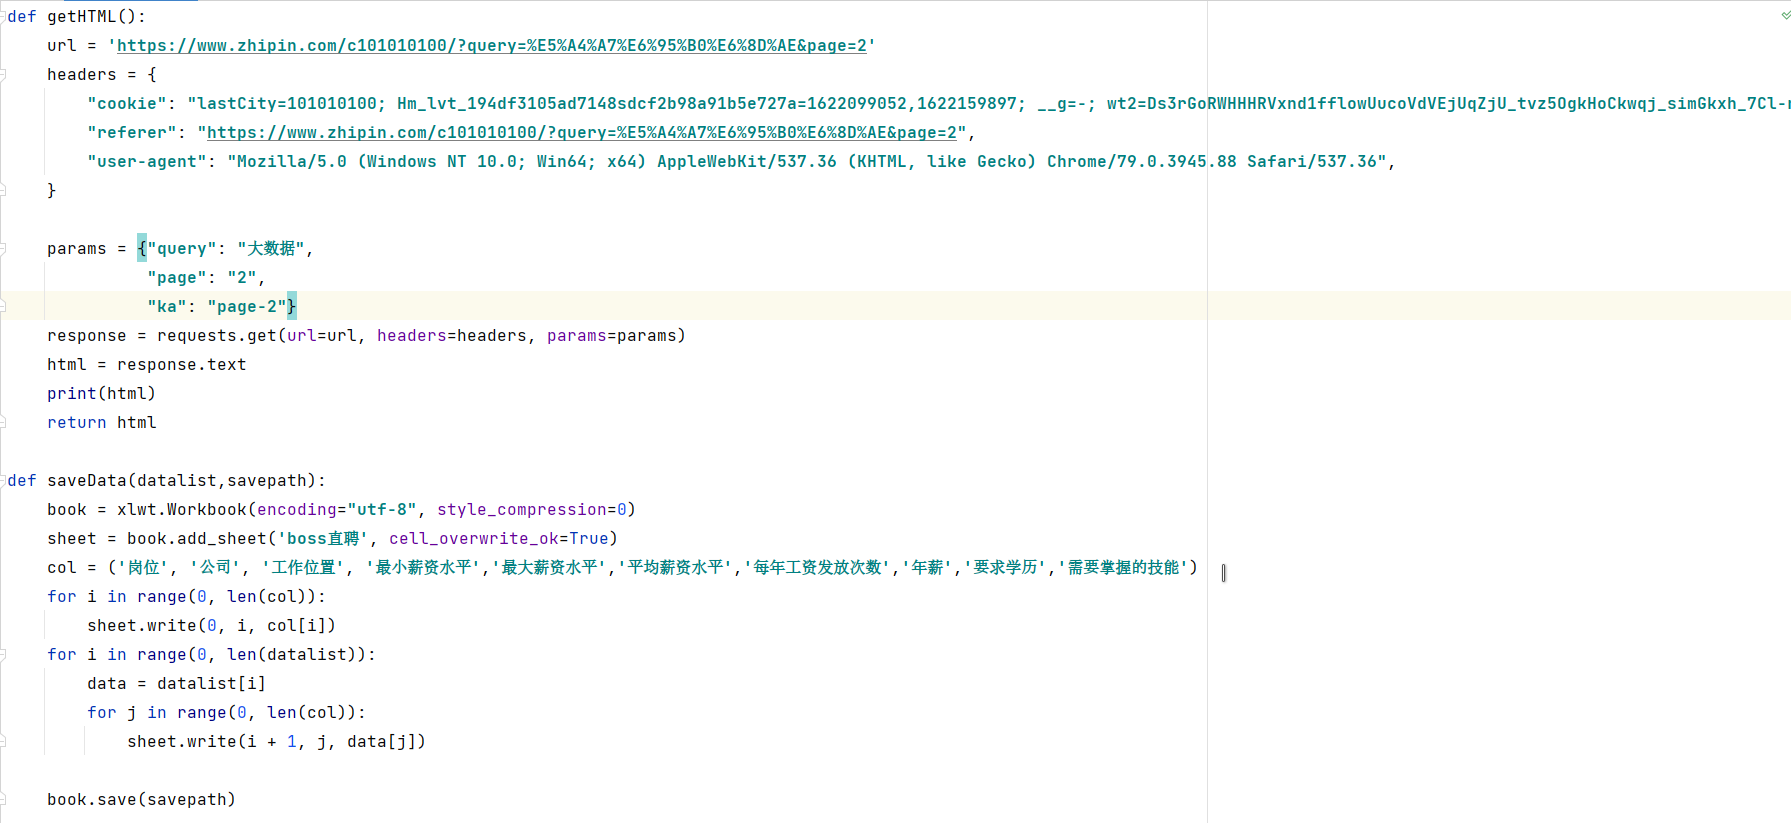 def getHTML():
    url = 'https://www.zhipin.com/c101010100/?query=%E5%A4%A7%E6%95%B0%E6%8D%AE&page=2'
    headers = {
        "cookie": "lastCity=101010100; Hm_lvt_194df3105ad7148sdcf2b98a91b5e727a=1622099052,1622159897; __g=-; wt2=Ds3rGoRWHHHRVxnd1fflowUucoVdVEjUqZjU_tvz5OgkHoCkwqj_simGkxh_7Cl-
        "referer": "https://www.zhipin.com/c101010100/?query=%E5%A4%A7%E6%95%B0%E6%8D%AE&page=2",
        "user-agent": "Mozilla/5.0 (Windows NT 10.0; Win64; x64) AppleWebKit/537.36 (KHTML, like Gecko) Chrome/79.0.3945.88 Safari/537.36",
    }
    params = {"query": "大数据",
              "page": "2",
              "ka": "page-2"}
    response = requests.get(url=url, headers=headers, params=params)
    html = response.text
    print(html)
    return html
def saveData(datalist,savepath):
    book = xlwt.Workbook(encoding="utf-8", style_compression=0)
    sheet = book.add_sheet('boss直聘', cell_overwrite_ok=True)
    col = ('岗位', '公司', '工作位置', '最小薪资水平','最大薪资水平','平均薪资水平','每年工资发放次数','年薪','要求学历','需要掌握的技能')
    for i in range(0, len(col)):
        sheet.write(0, i, col[i])
    for i in range(0, len(datalist)):
        data = datalist[i]
        for j in range(0, len(col)):
            sheet.write(i + 1, j, data[j])
    book.save(savepath)